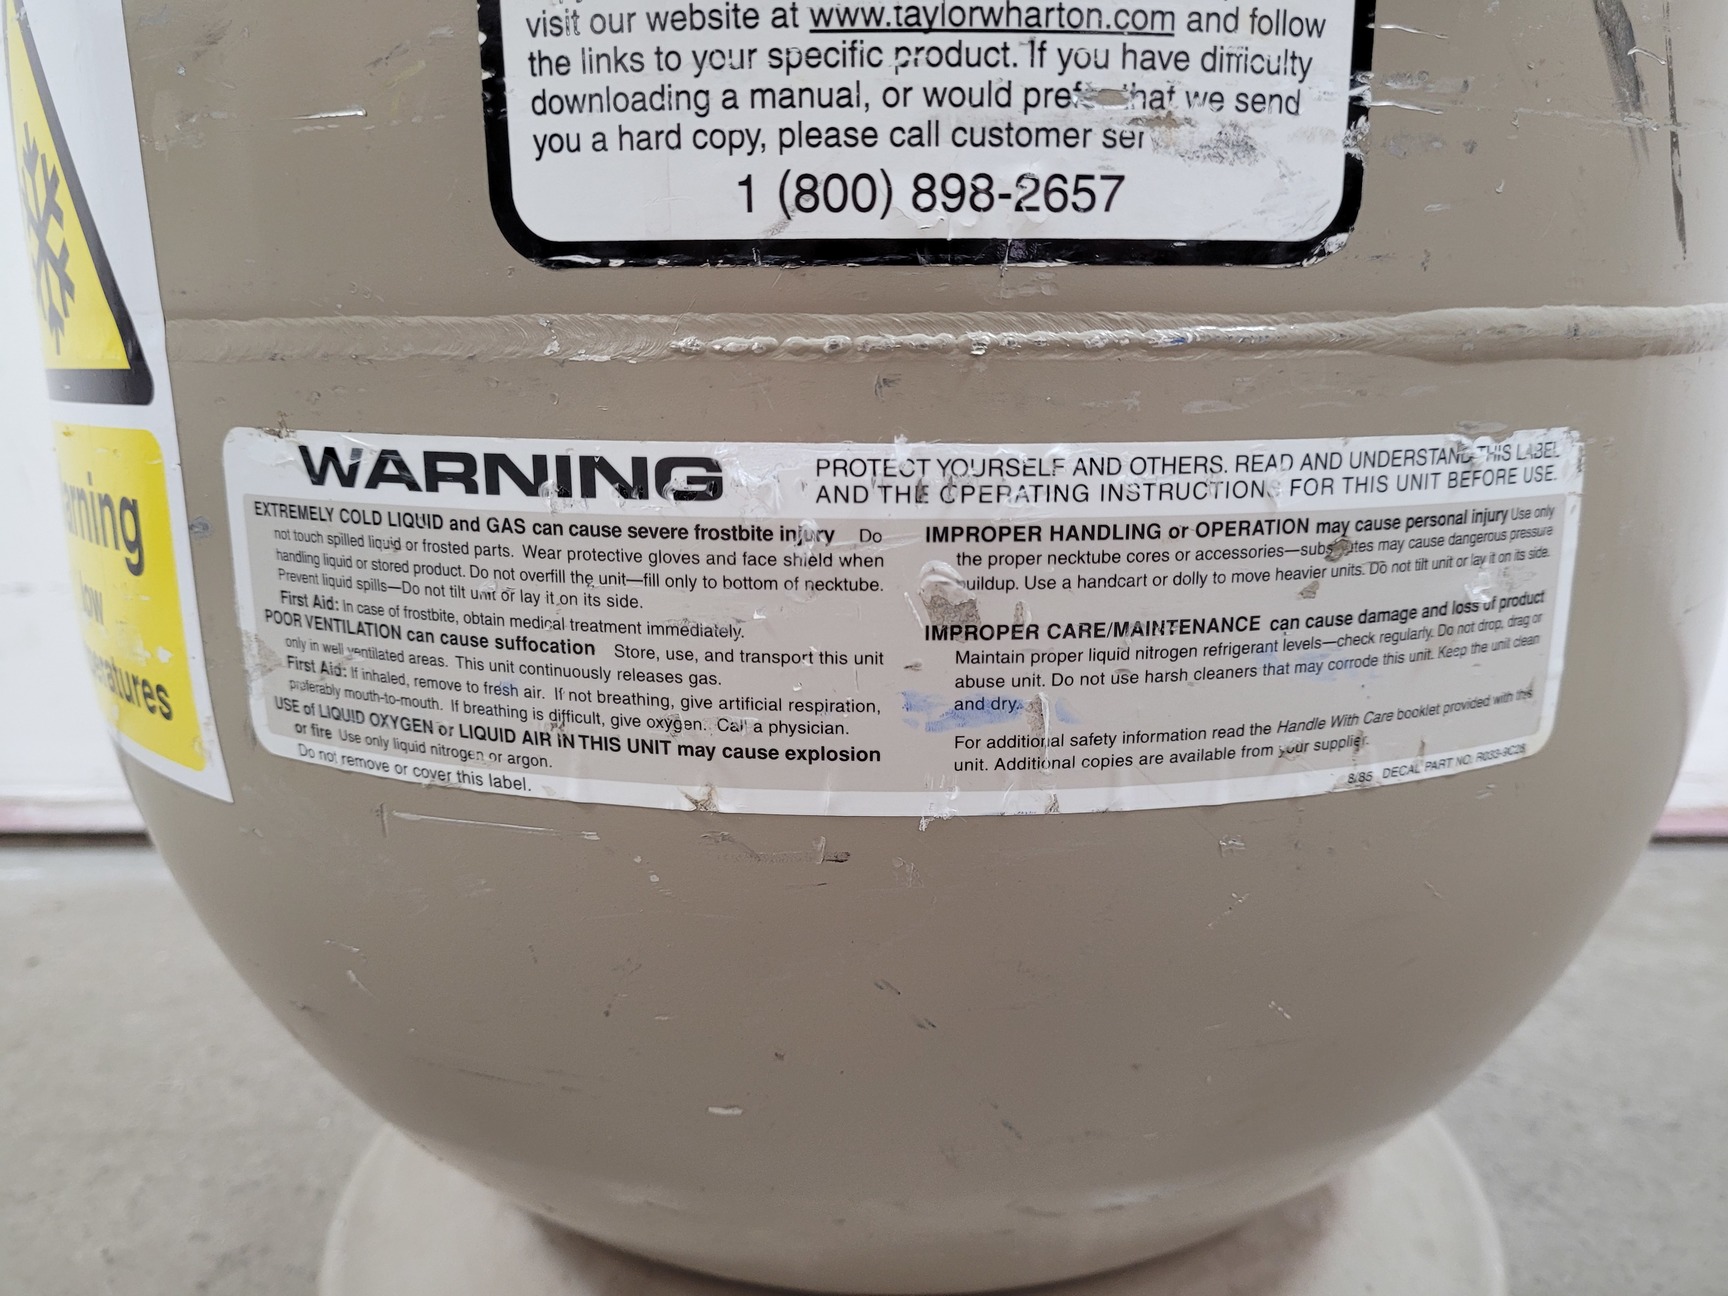 visit our website at www.taylorwharton.com and follow
the links to your specific product. If you have difficulty
downloading a manual, or would prefer that we send
you a hard copy, please call customer ser
1 (800) 898-2657
arning
ow
ratures
WARNING
PROTECT YOURSELF AND OTHERS. READ AND UNDERSTAND THIS LABEL
AND THE OPERATING INSTRUCTIONS FOR THIS UNIT BEFORE USE.
EXTREMELY COLD LIQUID and GAS can cause severe frostbite injury Do
not touch spilled liquid or frosted parts. Wear protective gloves and face shield when
handling liquid or stored product. Do not overfill the unit—fill only to bottom of necktube.
Prevent liquid spills—Do not tilt unit or lay it on its side.
First Aid: In case of frostbite, obtain medical treatment immediately.
POOR VENTILATION can cause suffocation Store, use, and transport this unit
only in well ventilated areas. This unit continuously releases gas.
First Aid: If inhaled, remove to fresh air. If not breathing, give artificial respiration,
preferably mouth-to-mouth. If breathing is difficult, give oxygen. Call a physician.
USE of LIQUID OXYGEN or LIQUID AIR IN THIS UNIT may cause explosion
or fire Use only liquid nitrogen or argon.
Do not remove or cover this label.
IMPROPER HANDLING or OPERATION may cause personal injury Use only
the proper necktube cores or accessories—substitutes may cause dangerous pressure
buildup. Use a handcart or dolly to move heavier units. Do not tilt unit or lay it on its side.
IMPROPER CARE/MAINTENANCE can cause damage and loss of product
Maintain proper liquid nitrogen refrigerant levels—check regularly. Do not drop, drag or
abuse unit. Do not use harsh cleaners that may corrode this unit. Keep the unit clean
and dry.
For additional safety information read the Handle With Care booklet provided with this
unit. Additional copies are available from your supplier.
8/85 DECAL PART NO. R033-9C26